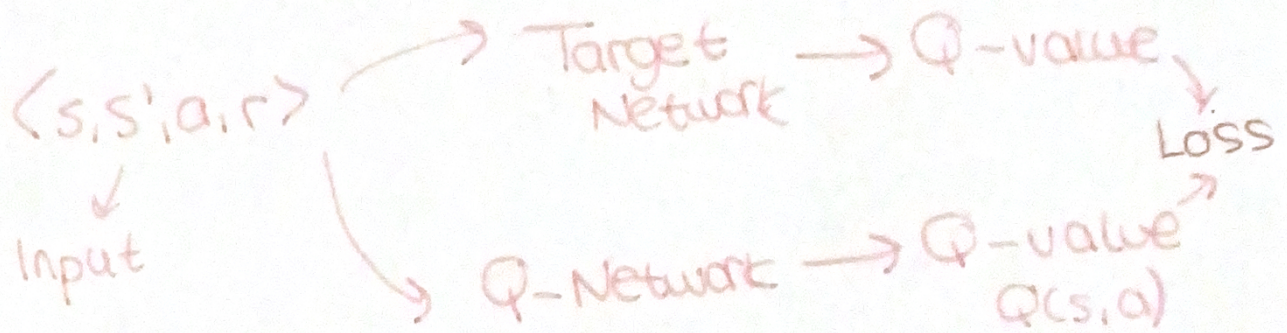 <s,s',a,r>
Input
Target
Network
Q-value
Loss
Q-Network
Q-value
Q(s,a)